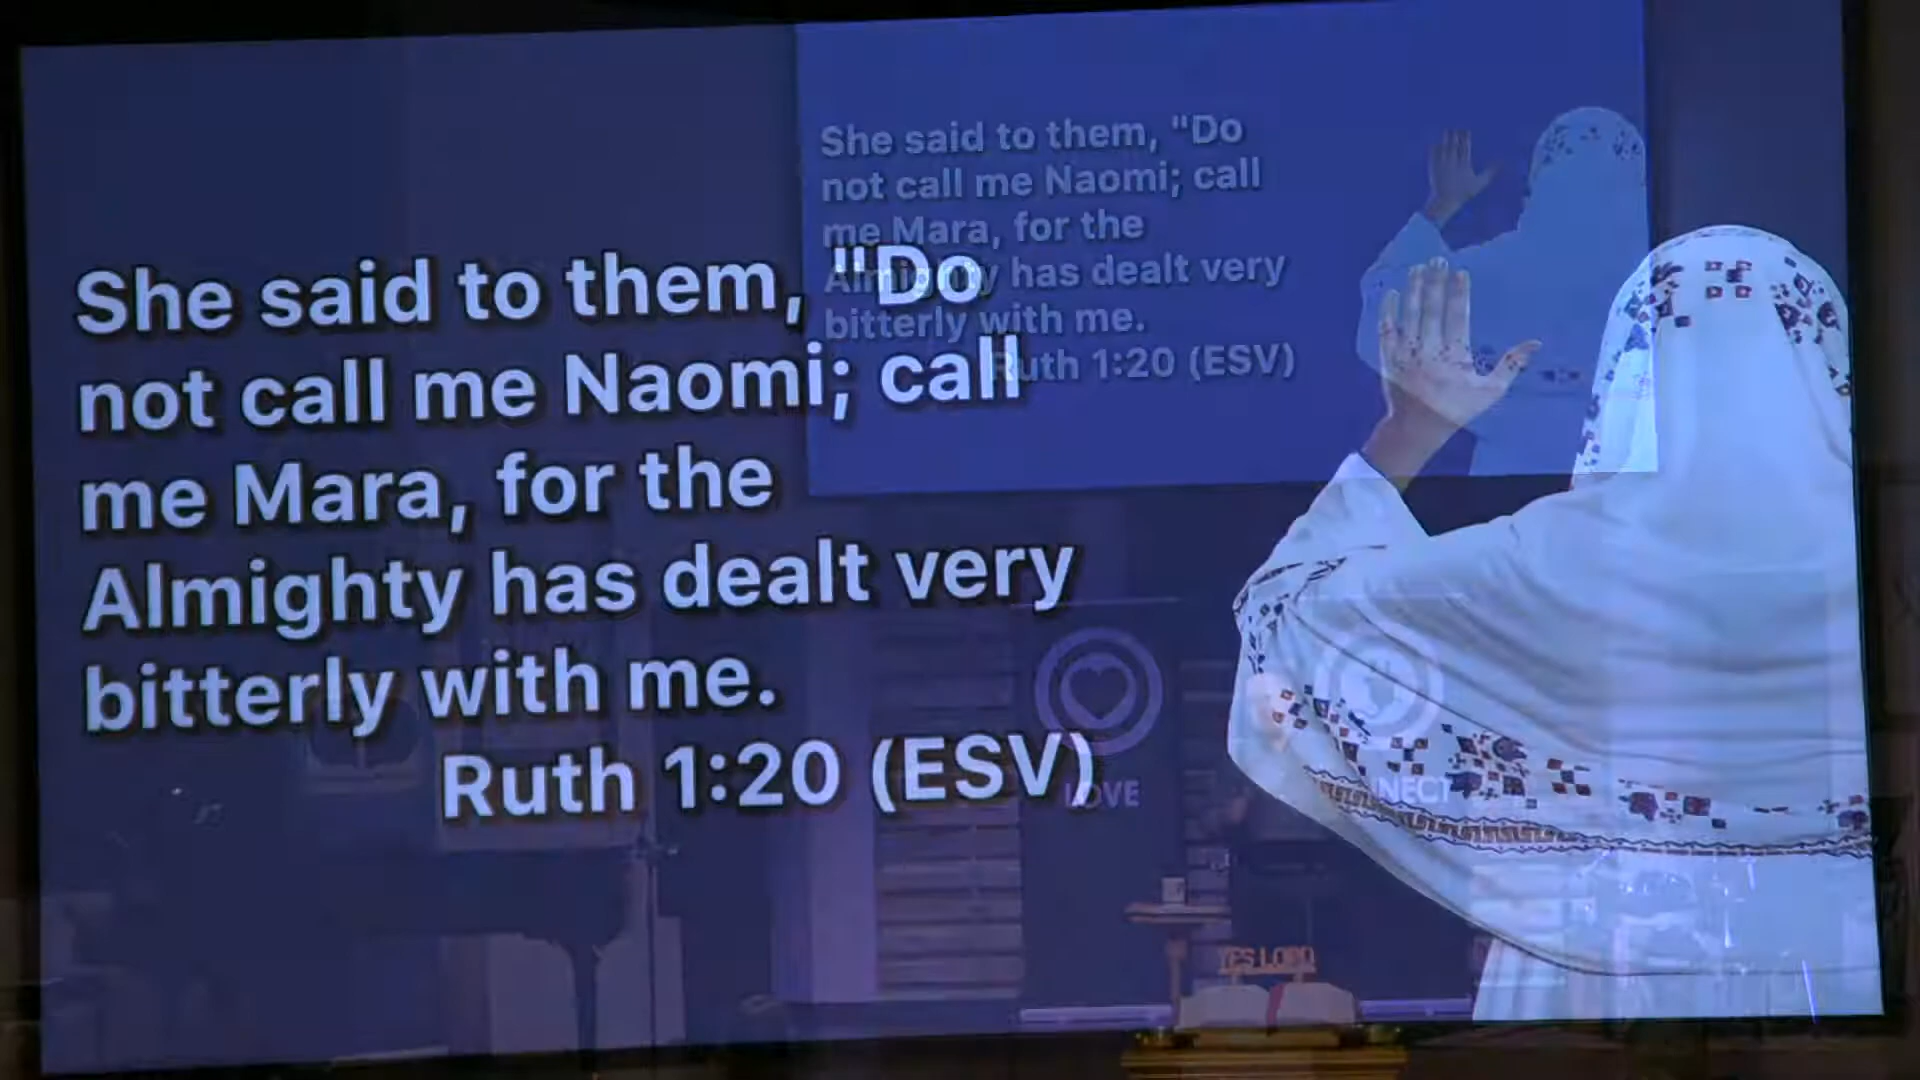 She said to them, "Do
not call me Naomi; call
me Mara, for the
Almighty has dealt very
bitterly with me.
Ruth 1:20 (ESV)
She said to them, "Do
not call me Naomi; call
me Mara, for the
Almighty has dealt very
bitterly with me.
Ruth 1:20 (ESV)
LOVE
YES LORD